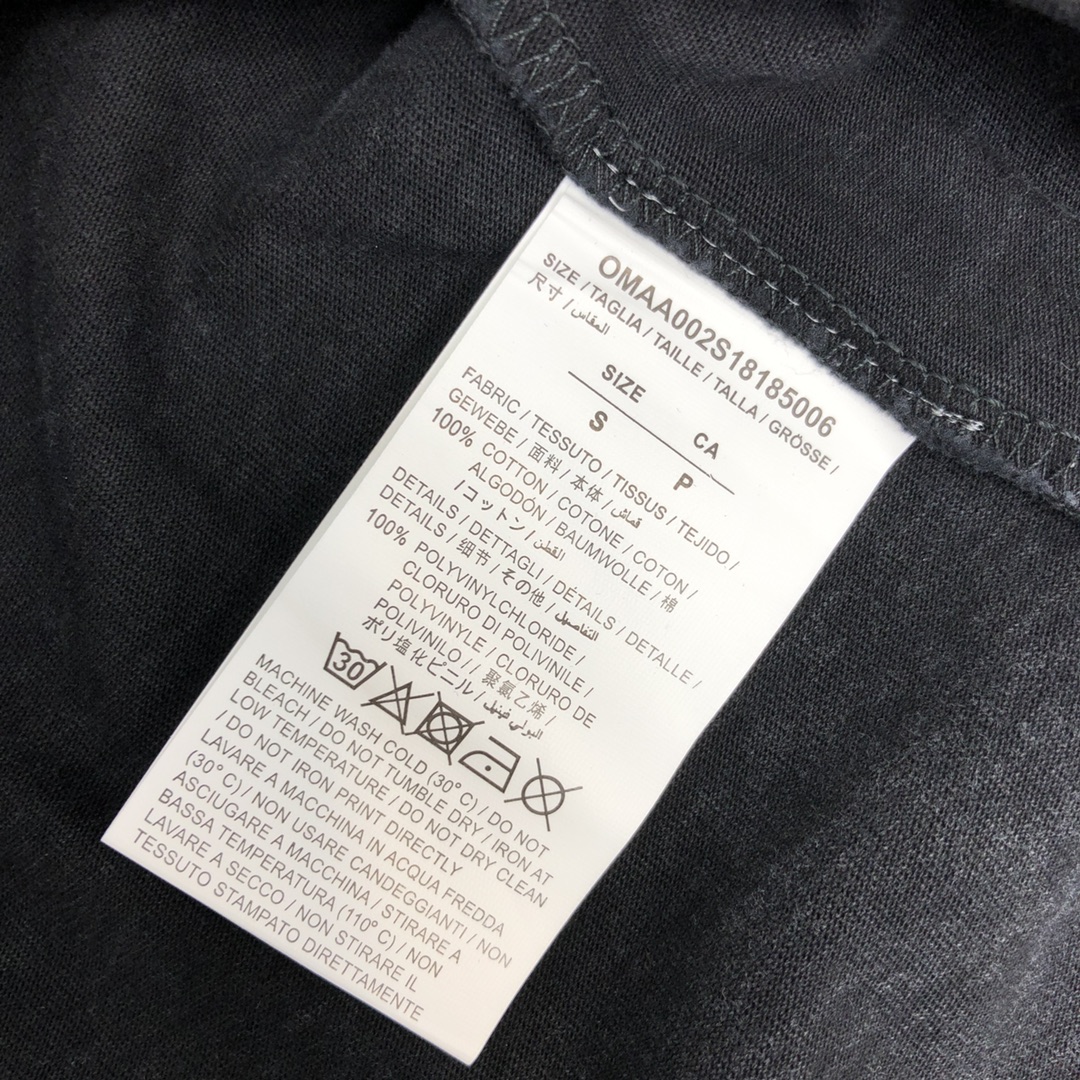 OMAA002S18185006
SIZE / TAGLIA / TAILLE / TALLA / GRÖSSE /
尺寸 / المقاس
SIZE CA
S P
FABRIC / TESSUTO / TISSUS / TEJIDO /
GEWEBE / 面料 / 本体 / قماش
100% COTTON / COTONE / COTON /
ALGODÓN / BAUMWOLLE / 棉
/ コットン / القطن
DETAILS / DETTAGLI / DÉTAILS / DETALLE /
DETAILS / 细节 / その他 / التفاصيل
100% POLYVINYLCHLORIDE /
CLORURO DI POLIVINILE /
POLYVINYLE / CLORURO DE
POLIVINILO / / 聚氯乙烯 /
ポリ塩化ビニル / البولي فينيل
30
MACHINE WASH COLD (30° C) / DO NOT
BLEACH / DO NOT TUMBLE DRY / IRON AT
LOW TEMPERATURE / DO NOT DRY CLEAN
/ DO NOT IRON PRINT DIRECTLY
LAVARE A MACCHINA IN ACQUA FREDDA
(30° C) / NON USARE CANDEGGIANTI / NON
ASCIUGARE A MACCHINA / STIRARE A
BASSA TEMPERATURA (110° C) / NON
LAVARE A SECCO / NON STIRARE IL
TESSUTO STAMPATO DIRETTAMENTE